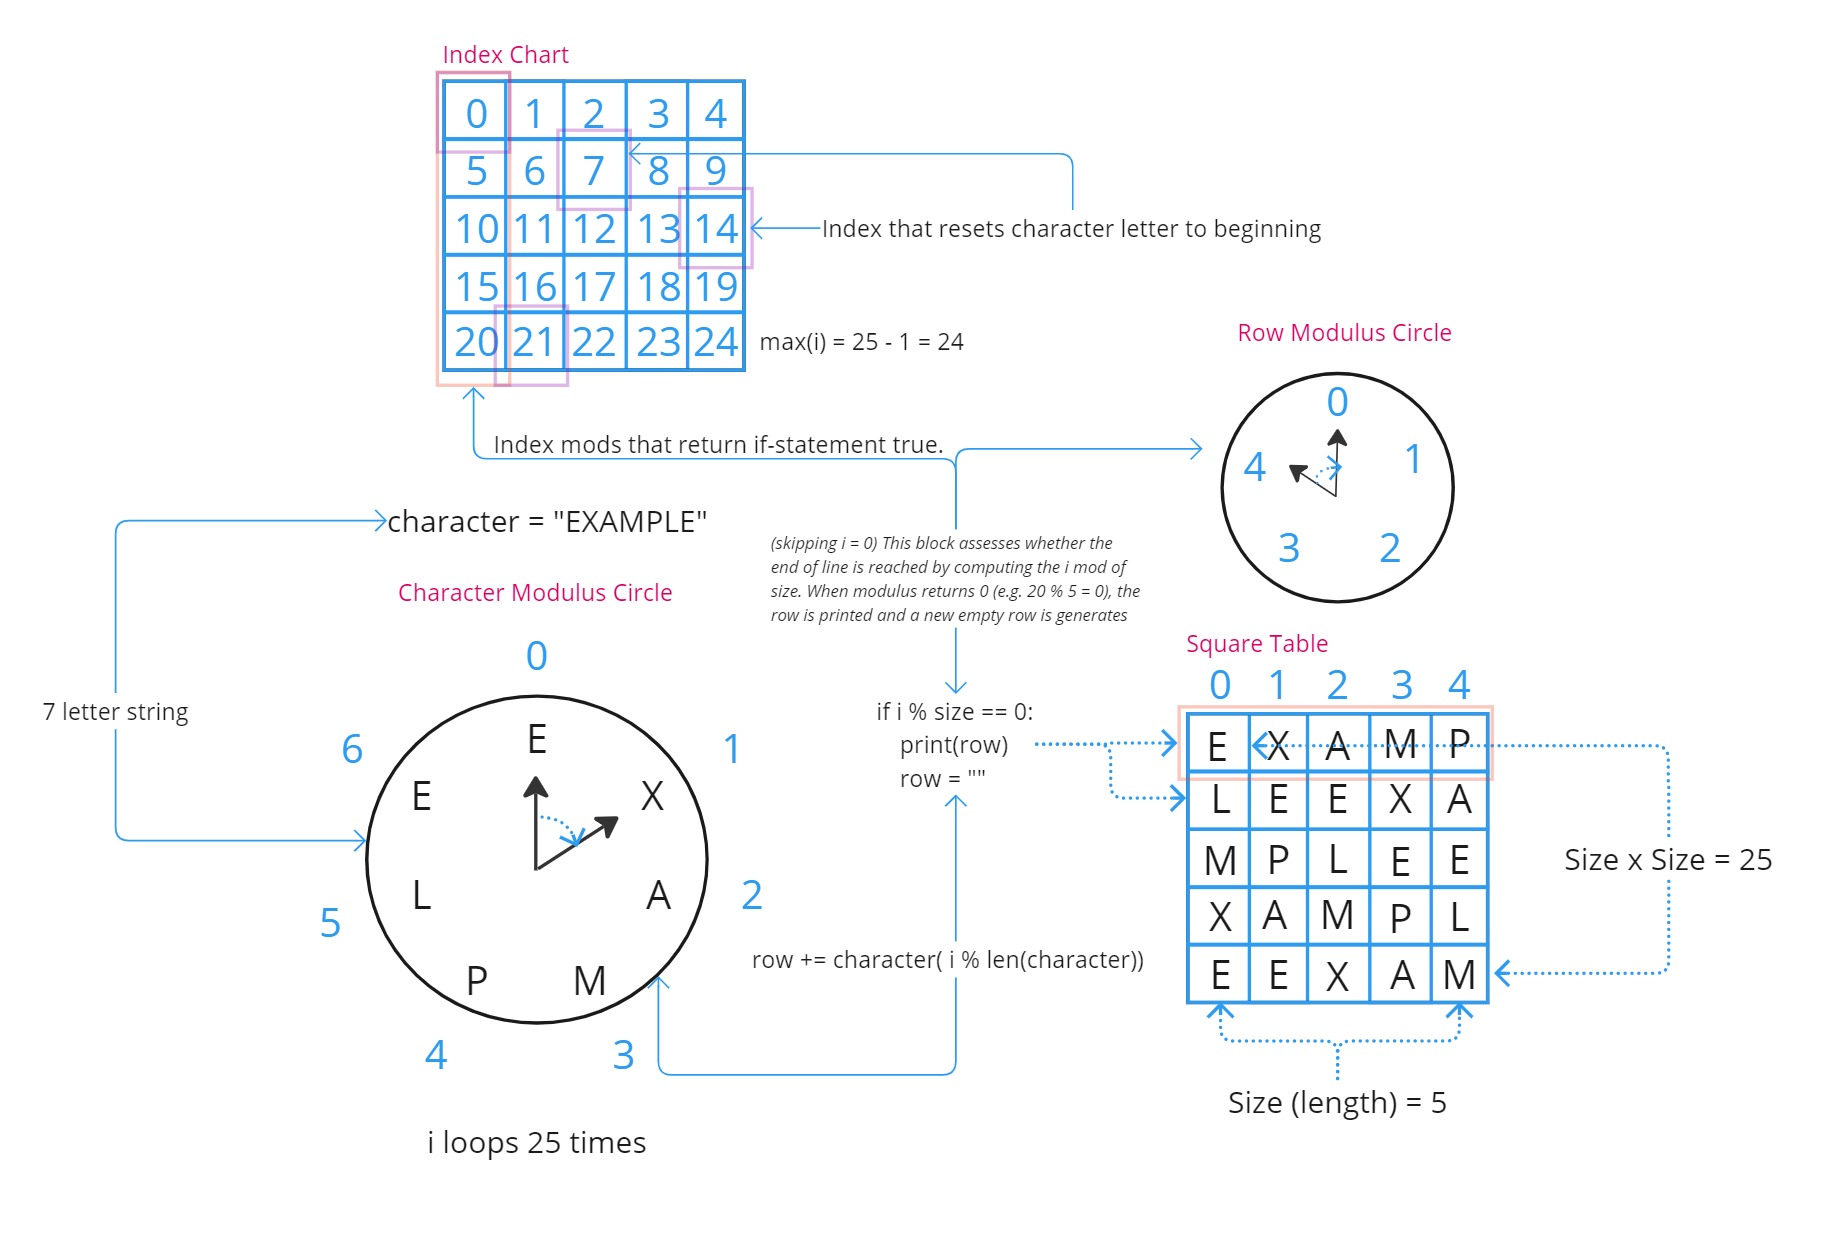 Index Chart
0 1 2 3 4
5 6 7 8 9
10 11 12 13 14
15 16 17 18 19
20 21 22 23 24
Index that resets character letter to beginning
max(i) = 25 - 1 = 24
Row Modulus Circle
0
1
2
3
4
Index mods that return if-statement true.
character = "EXAMPLE"
(skipping i = 0) This block assesses whether the
end of line is reached by computing the i mod of
size. When modulus returns 0 (e.g. 20 % 5 = 0), the
row is printed and a new empty row is generates
Character Modulus Circle
0
1
2
3
4
5
6
E
X
A
M
P
L
E
7 letter string
if i % size == 0:
print(row)
row = ""
row += character( i % len(character))
i loops 25 times
Square Table
0 1 2 3 4
E X A M P
L E E X A
M P L E E
X A M P L
E E X A M
Size x Size = 25
Size (length) = 5